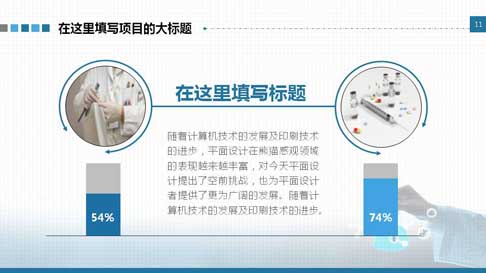 在这里填写项目的大标题
11
在这里填写标题
随着计算机技术的发展及印刷技术
的进步，平面设计在熊猫感观领域
的表现越来越丰富，对今天平面设
计提出了空前挑战，也为平面设计
者提供了更为广阔的发展。随着计
算机技术的发展及印刷技术的进步。
54%
74%